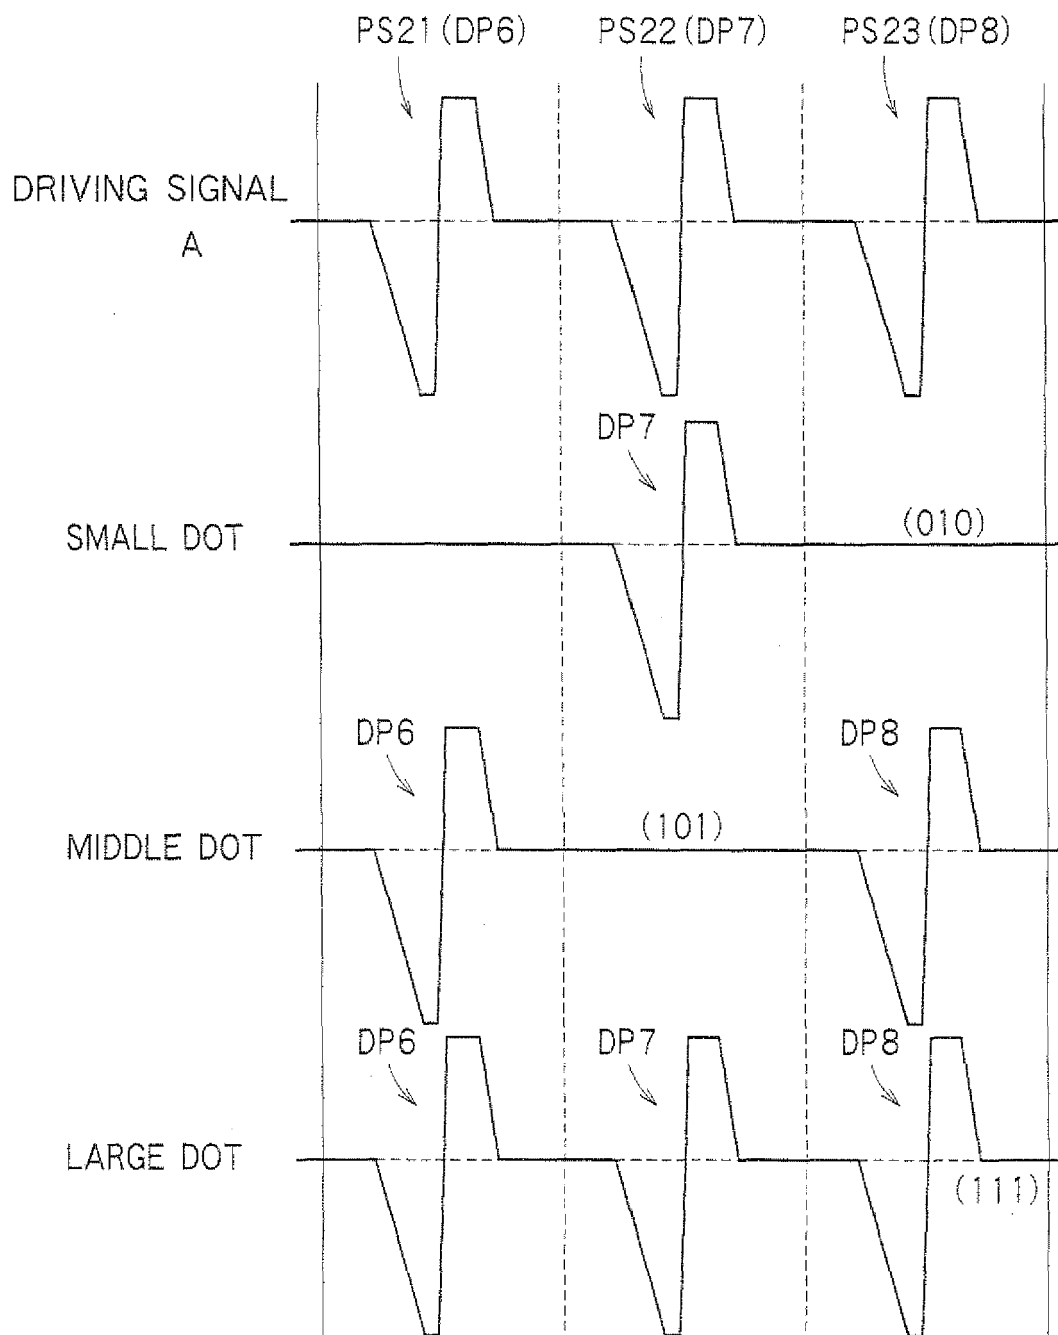 PS21(DP6) PS22(DP7) PS23(DP8)
DRIVING SIGNAL
A
DP7
SMALL DOT
(010)
DP6
DP8
MIDDLE DOT
(101)
DP6
DP7
DP8
LARGE DOT
(111)